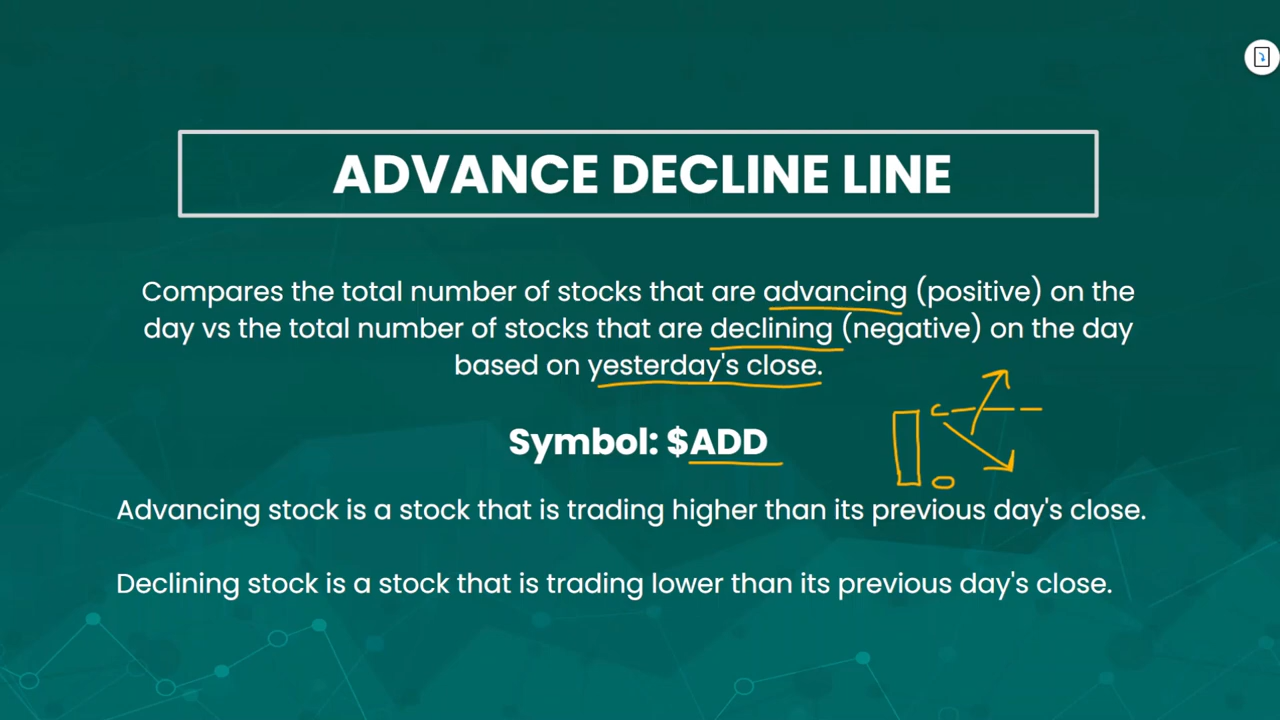 ADVANCE DECLINE LINE
Compares the total number of stocks that are advancing (positive) on the
day vs the total number of stocks that are declining (negative) on the day
based on yesterday's close.
C
Symbol: $ADD
O
Advancing stock is a stock that is trading higher than its previous day's close.
Declining stock is a stock that is trading lower than its previous day's close.